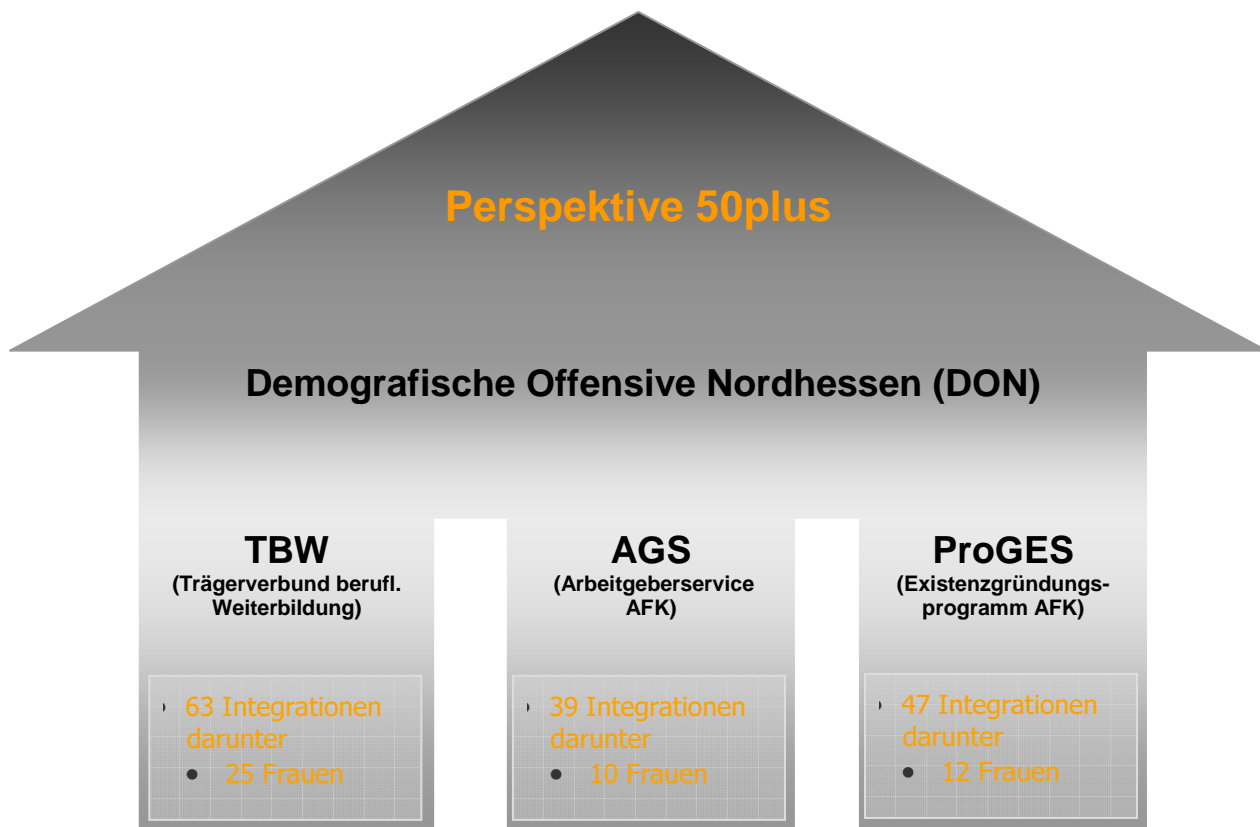 Perspektive 50plus
Demografische Offensive Nordhessen (DON)
TBW
(Trägerverbund berufl.
Weiterbildung)
• 63 Integrationen
darunter
• 25 Frauen
AGS
(Arbeitgeberservice
AFK)
• 39 Integrationen
darunter
• 10 Frauen
ProGES
(Existenzgründungs-
programm AFK)
• 47 Integrationen
darunter
• 12 Frauen